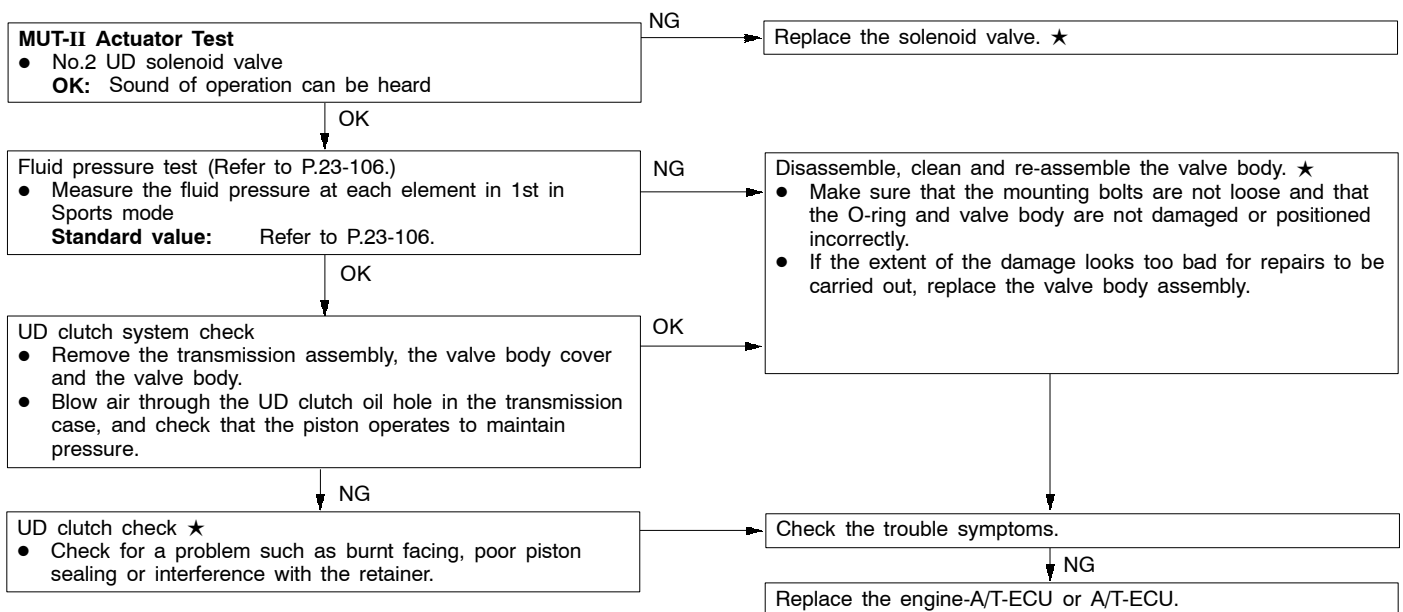 MUT-II Actuator Test
● No.2 UD solenoid valve
OK: Sound of operation can be heard
NG
Replace the solenoid valve. ★
OK
Fluid pressure test (Refer to P.23-106.)
● Measure the fluid pressure at each element in 1st in
Sports mode
Standard value: Refer to P.23-106.
NG
Disassemble, clean and re-assemble the valve body. ★
● Make sure that the mounting bolts are not loose and that
the O-ring and valve body are not damaged or positioned
incorrectly.
● If the extent of the damage looks too bad for repairs to be
carried out, replace the valve body assembly.
OK
UD clutch system check
● Remove the transmission assembly, the valve body cover
and the valve body.
● Blow air through the UD clutch oil hole in the transmission
case, and check that the piston operates to maintain
pressure.
OK
NG
UD clutch check ★
● Check for a problem such as burnt facing, poor piston
sealing or interference with the retainer.
Check the trouble symptoms.
NG
Replace the engine-A/T-ECU or A/T-ECU.